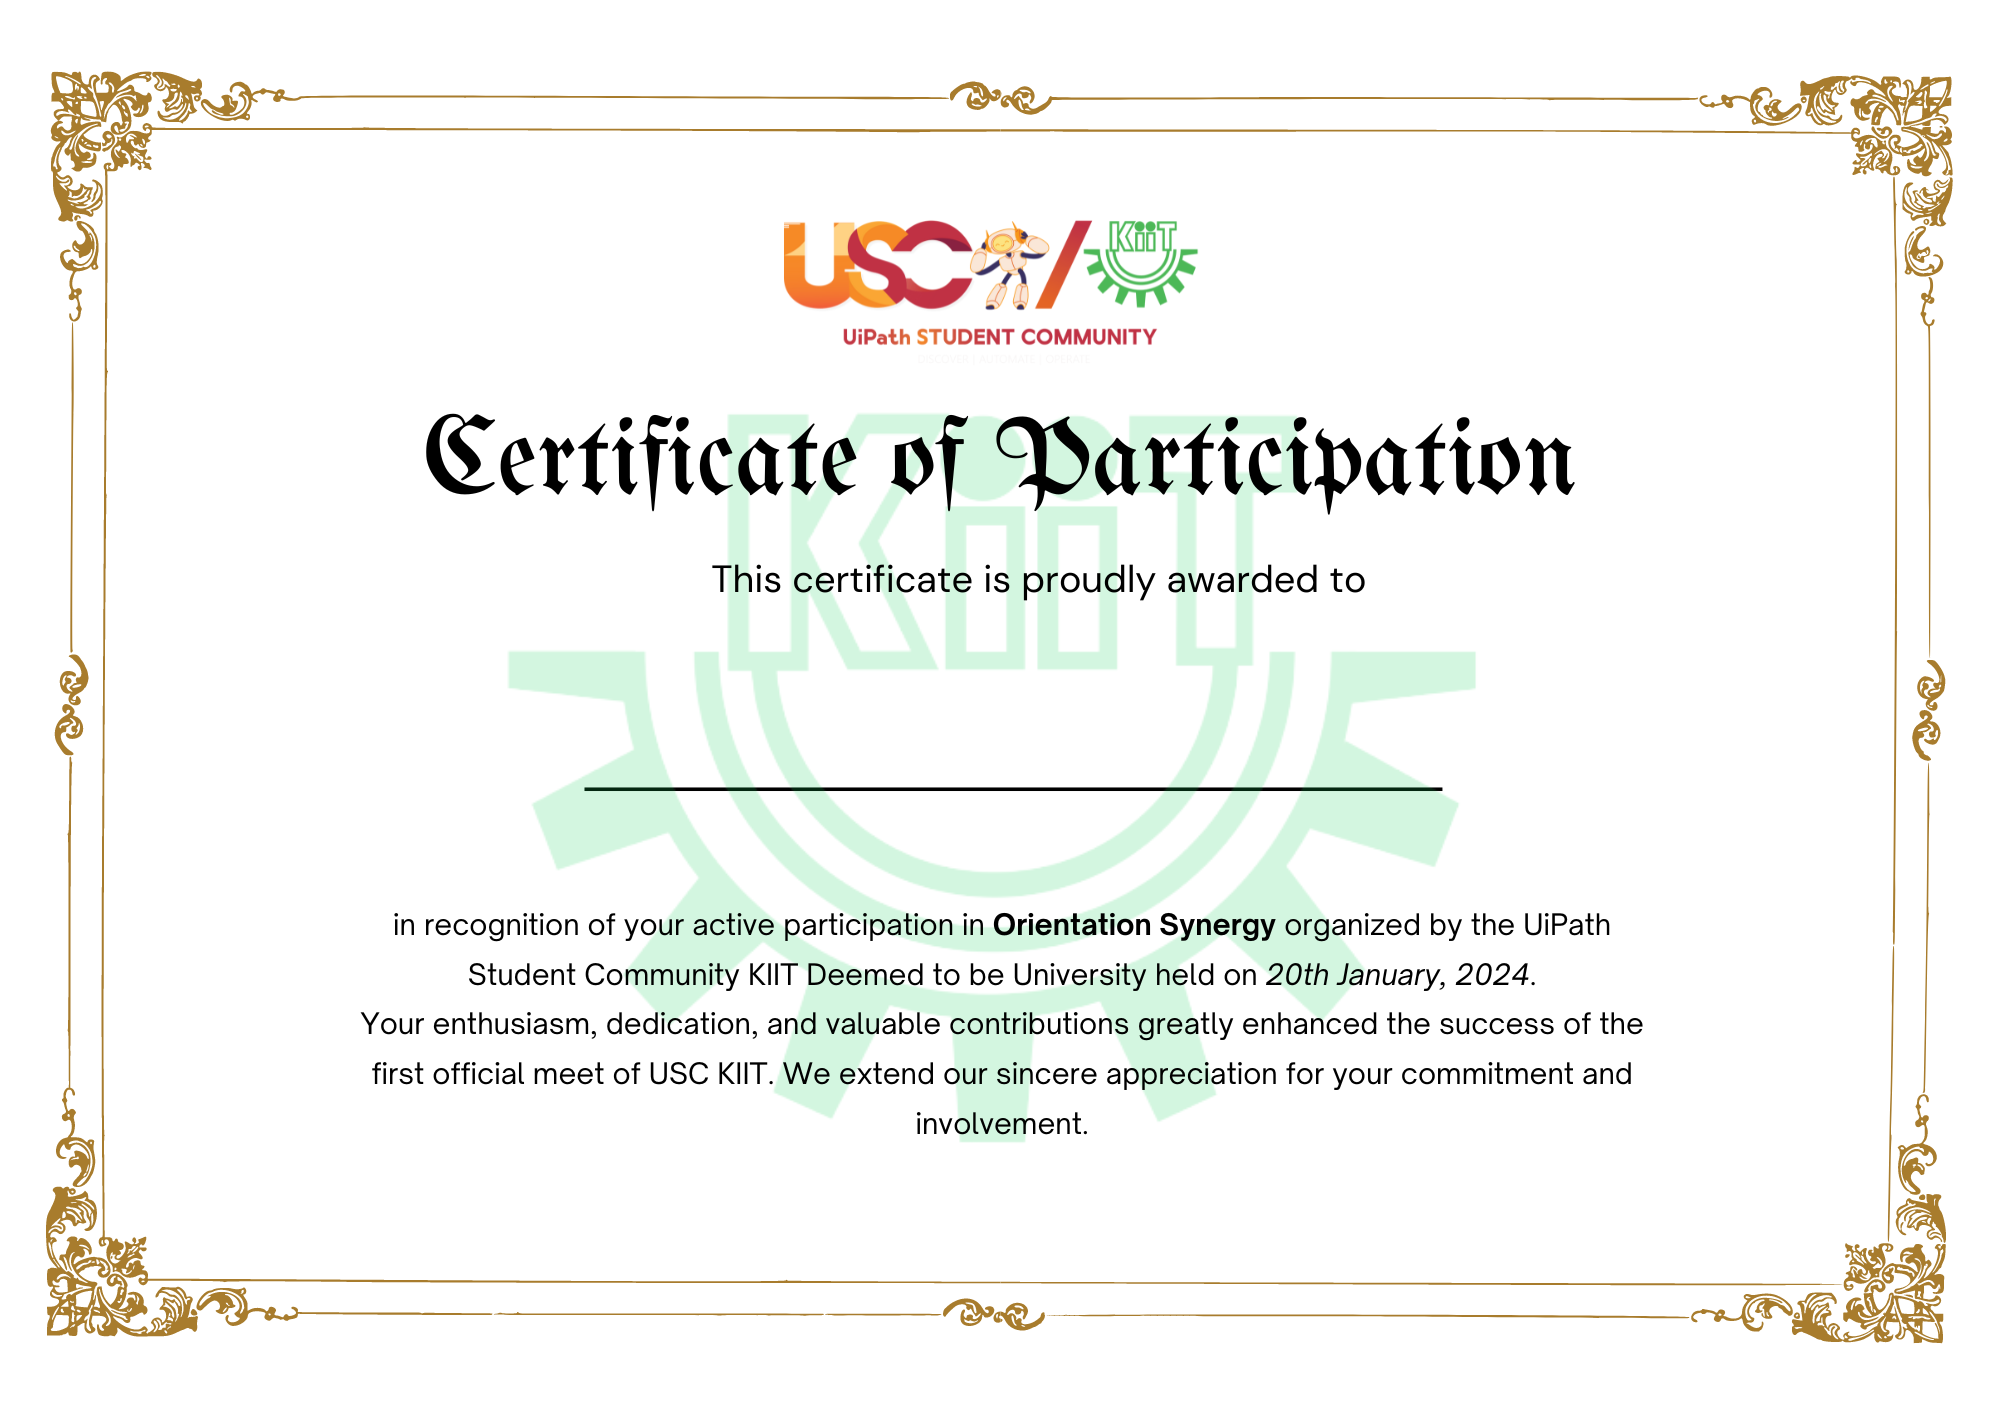 USC / KiiT
UiPath STUDENT COMMUNITY
Certificate of Participation
KiiT
This certificate is proudly awarded to
in recognition of your active participation in Orientation Synergy organized by the UiPath
Student Community KIIT Deemed to be University held on 20th January, 2024.
Your enthusiasm, dedication, and valuable contributions greatly enhanced the success of the
first official meet of USC KIIT. We extend our sincere appreciation for your commitment and
involvement.